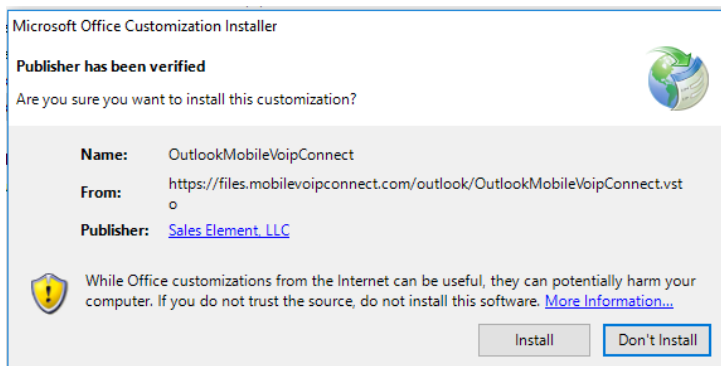 Microsoft Office Customization Installer
Publisher has been verified
Are you sure you want to install this customization?
Name: OutlookMobileVoipConnect
From: https://files.mobilevoipconnect.com/outlook/OutlookMobileVoipConnect.vst
o
Publisher: Sales Element, LLC
While Office customizations from the Internet can be useful, they can potentially harm your
computer. If you do not trust the source, do not install this software. More Information...
Install Don't Install